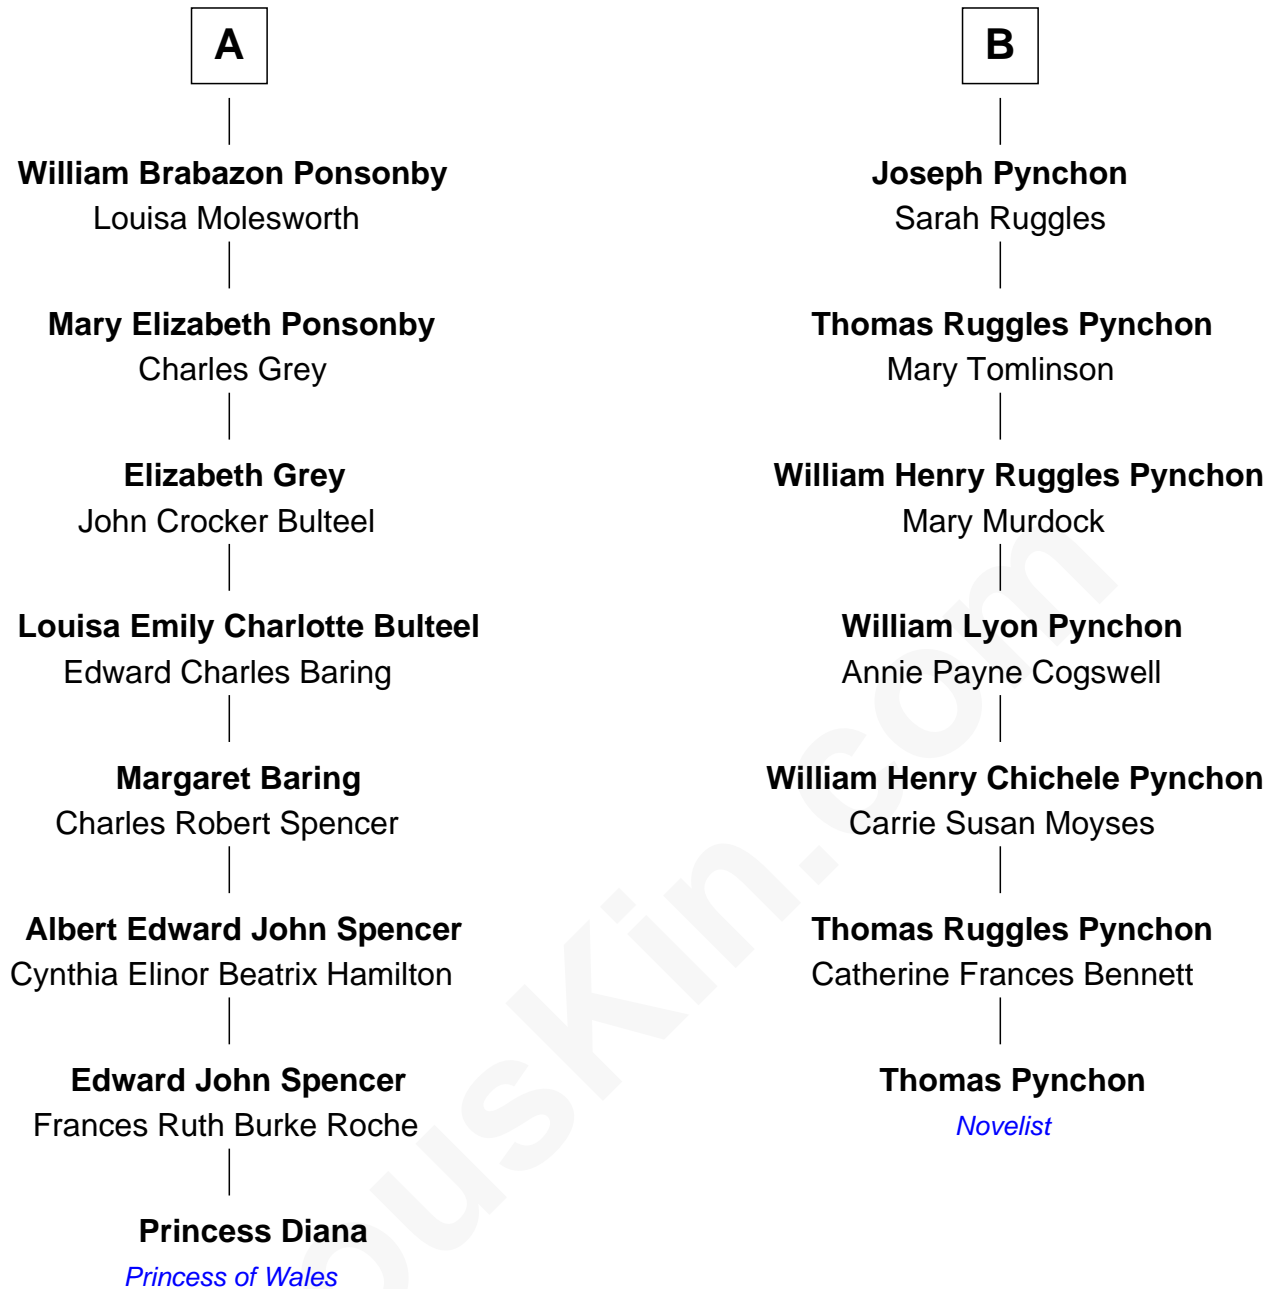 A
William Brabazon Ponsonby
Louisa Molesworth
Mary Elizabeth Ponsonby
Charles Grey
Elizabeth Grey
John Crocker Bulteel
Louisa Emily Charlotte Bulteel
Edward Charles Baring
Margaret Baring
Charles Robert Spencer
Albert Edward John Spencer
Cynthia Elinor Beatrix Hamilton
Edward John Spencer
Frances Ruth Burke Roche
Princess Diana
Princess of Wales
B
Joseph Pynchon
Sarah Ruggles
Thomas Ruggles Pynchon
Mary Tomlinson
William Henry Ruggles Pynchon
Mary Murdock
William Lyon Pynchon
Annie Payne Cogswell
William Henry Chichele Pynchon
Carrie Susan Moyses
Thomas Ruggles Pynchon
Catherine Frances Bennett
Thomas Pynchon
Novelist
ousKin.com